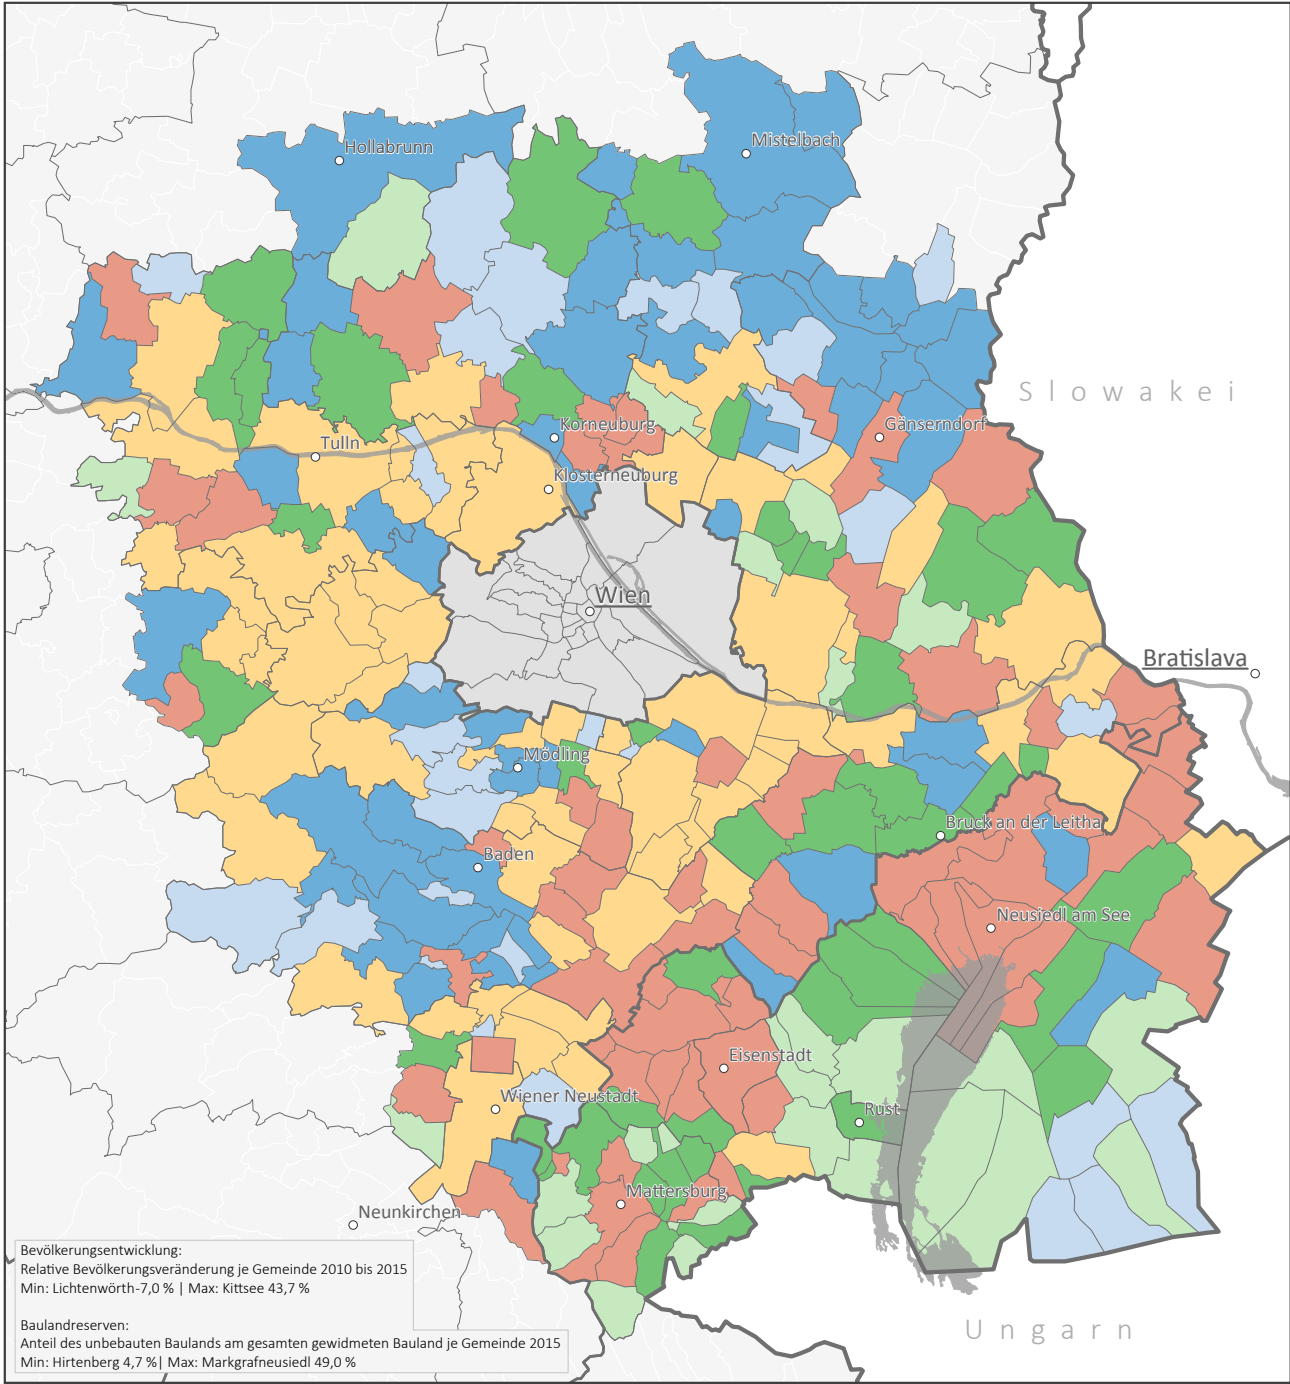 Hollabrunn
Mistelbach
Slowakei
Korneuburg
Gänserndorf
Tulln
Klosterneuburg
Wien
Bratislava
Mödling
Bruck an der Leitha
Baden
Neusiedl am See
Eisenstadt
Wiener Neustadt
Rust
Mattersburg
Neunkirchen
Bevölkerungsentwicklung:
Relative Bevölkerungsveränderung je Gemeinde 2010 bis 2015
Min: Lichtenwörth-7,0 % | Max: Kittsee 43,7 %
Baulandreserven:
Anteil des unbebauten Baulands am gesamten gewidmeten Bauland je Gemeinde 2015
Min: Hirtenberg 4,7 %| Max: Markgrafneusiedl 49,0 %
Ungarn